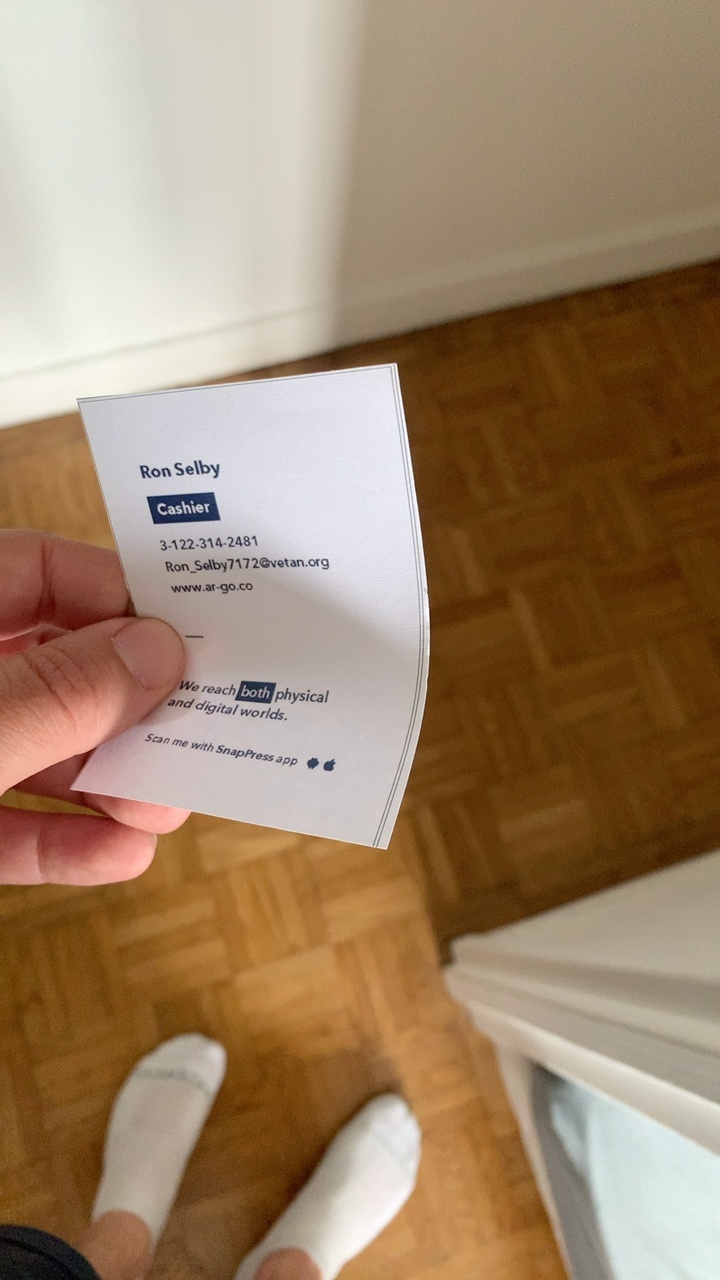 Ron Selby
Cashier
3-122-314-2481
Ron_Selby7172@vetan.org
www.ar-go.co
We reach both physical
and digital worlds.
Scan me with SnapPress app